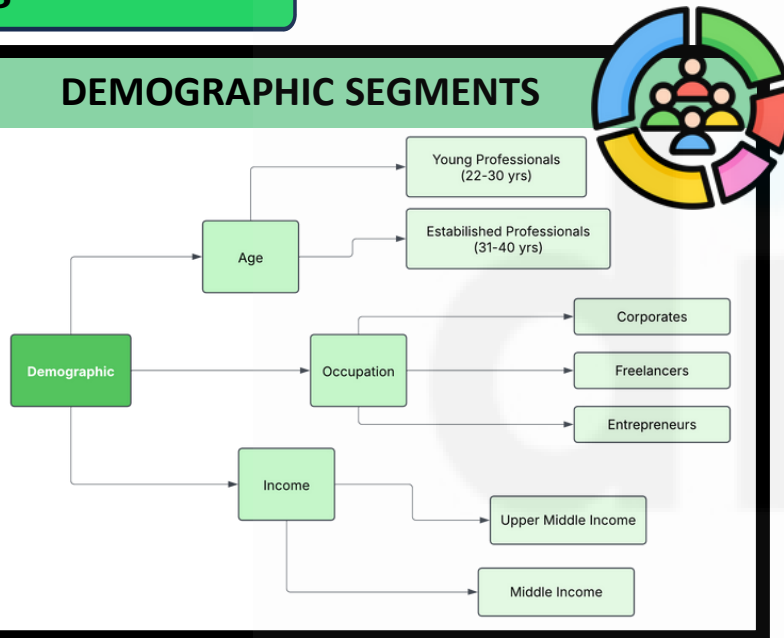 DEMOGRAPHIC SEGMENTS
Young Professionals
(22-30 yrs)
Estabilished Professionals
(31-40 yrs)
Age
Corporates
Demographic
Occupation
Freelancers
Entrepreneurs
Income
Upper Middle Income
Middle Income